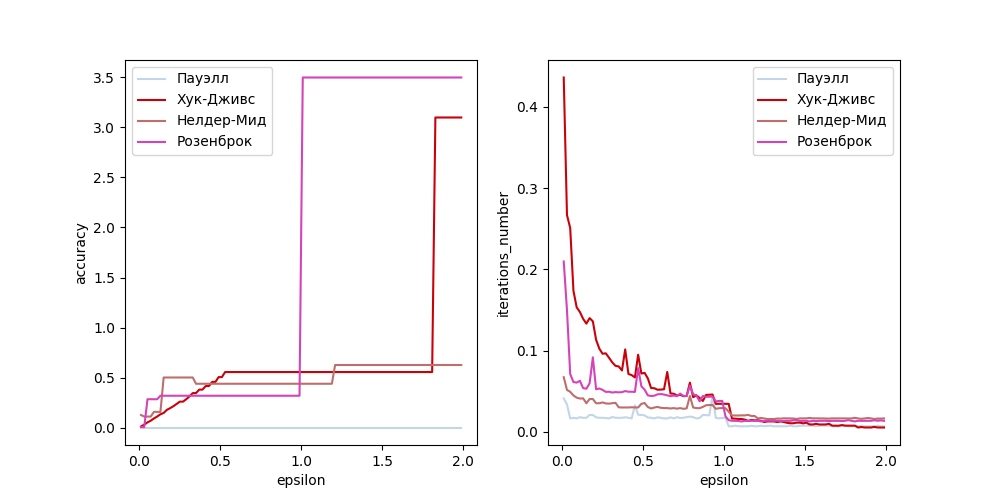 3.5
3.0
2.5
2.0
1.5
1.0
0.5
0.0
accuracy
Пауэлл
Хук-Дживс
Нелдер-Мид
Розенброк
0.0 0.5 1.0 1.5 2.0
epsilon
0.4
0.3
0.2
0.1
0.0
iterations_number
Пауэлл
Хук-Дживс
Нелдер-Мид
Розенброк
0.0 0.5 1.0 1.5 2.0
epsilon